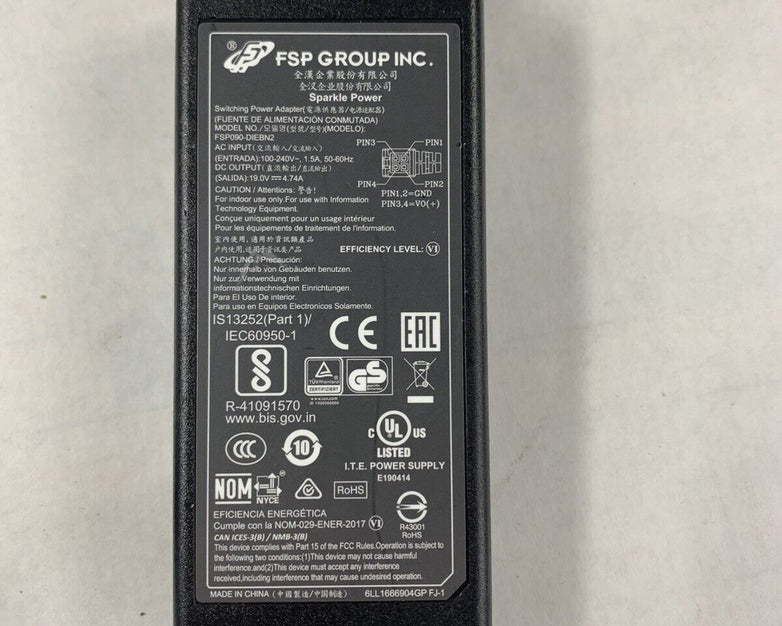 ® FSP GROUP INC.
全漢企業股份有限公司
全汉企业股份有限公司
Sparkle Power
Switching Power Adapter(電源供應器/电源适配器)
(FUENTE DE ALIMENTACIÓN CONMUTADA)
MODEL NO./모델명(型號/型号)(MODELO):
FSP090-DIEBN2
AC INPUT(交流輸入/交流输入)
(ENTRADA):100-240V~, 1.5A, 50-60Hz
DC OUTPUT(直流輸出/直流输出)
(SALIDA):19.0V ⎓ 4.74A
PIN3 PIN1
PIN4 PIN2
PIN1,2=GND
PIN3,4=VO(+)
CAUTION / Attentions: 警告!
For indoor use only.For use with Information
Technology Equipment.
Conçue uniquement pour un usage intérieur
Pour les équipements de traitement de l'information.
室內使用,適用於資訊類產品
户内使用,适用于资讯类产品
EFFICIENCY LEVEL: VI
ACHTUNG / Precaución:
Nur innerhalb von Gebäuden benutzen.
Nur zur Verwendung mit
informationstechnischen Einrichtungen.
Para El Uso De interior.
Para uso en Equipos Electronicos Solamente.
IS13252(Part 1)/
IEC60950-1
CE EAC
TÜVRheinland
ZERTIFIZIERT
GS
R-41091570
www.bis.gov.in
CCC 10
c UL US
LISTED
I.T.E. POWER SUPPLY
E190414
NOM NYCE
RoHS
R43001
RoHS
EFICIENCIA ENERGÉTICA
Cumple con la NOM-029-ENER-2017 VI
CAN ICES-3(B) / NMB-3(B)
This device complies with Part 15 of the FCC Rules.Operation is subject to
the following two conditions:(1)This device may not cause harmful
interference.and(2)This device must accept any interference
received,including interference that may cause undesired operation.
MADE IN CHINA (中國製造/中国制造) 6LL1666904GP FJ-1